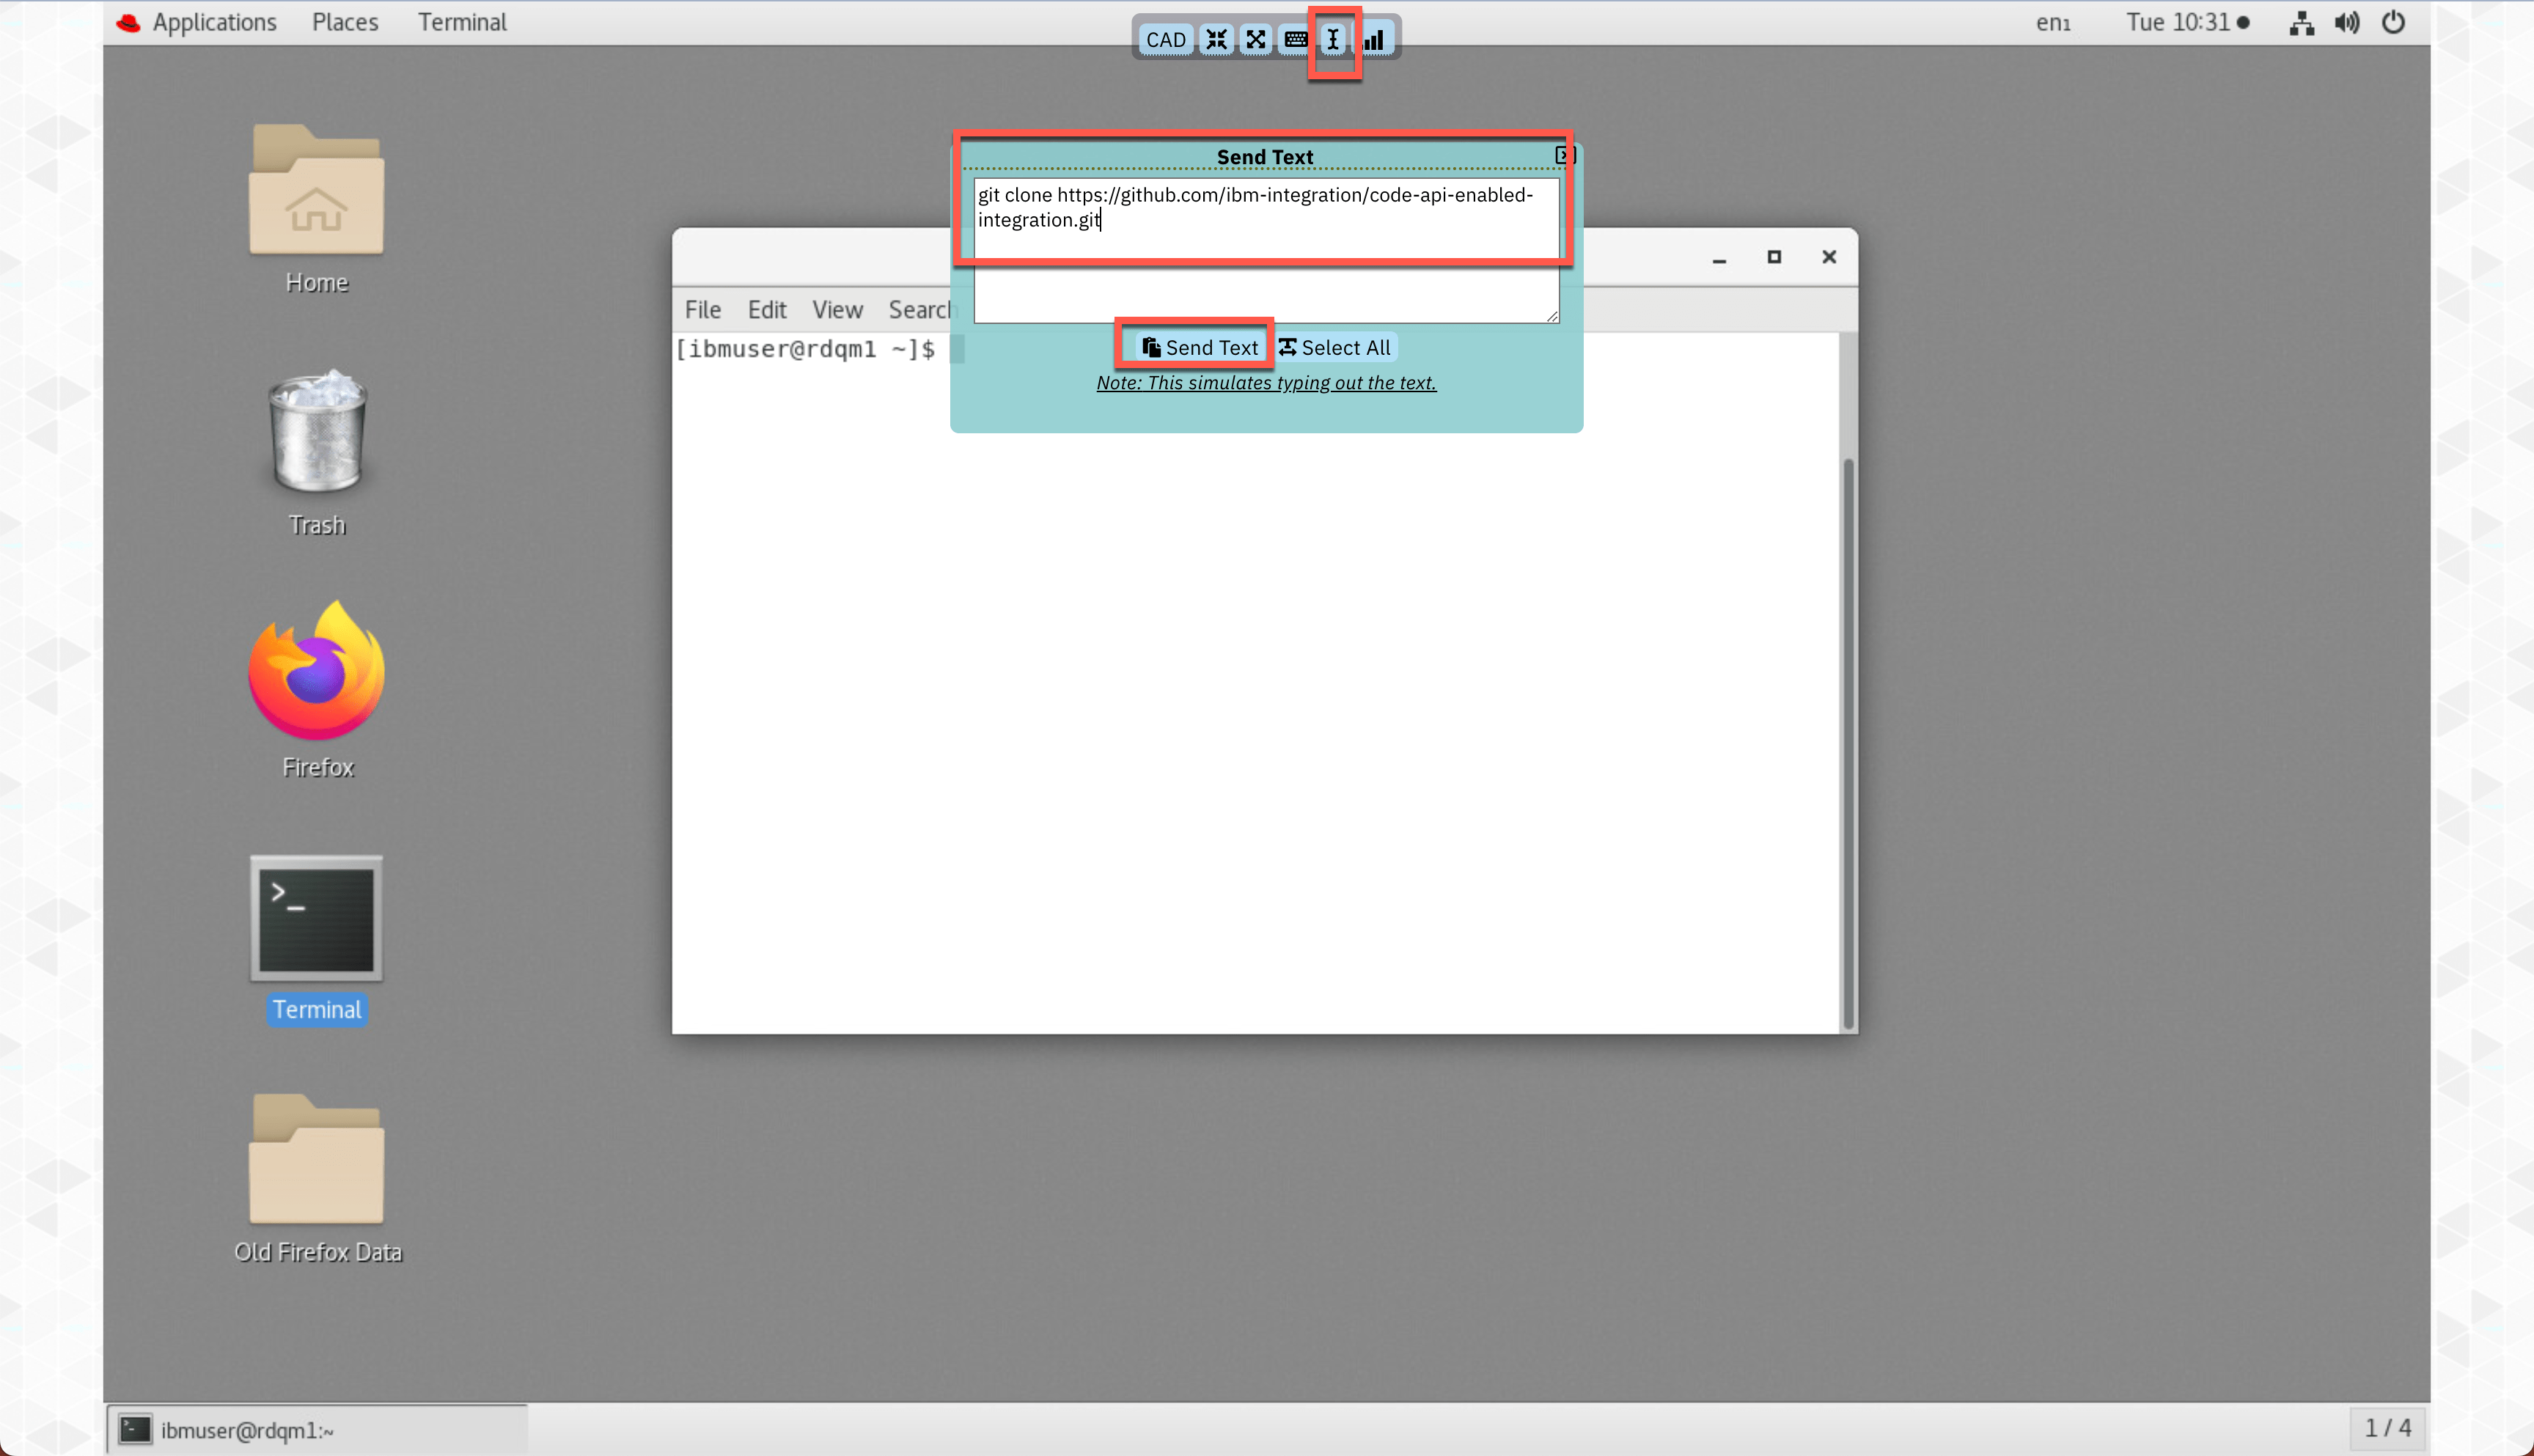 Applications Places Terminal
CAD
en1 Tue 10:31
Send Text
git clone https://github.com/ibm-integration/code-api-enabled-
integration.git
File Edit View Search
[ibmuser@rdqm1 ~]$
Send Text Select All
Note: This simulates typing out the text.
Home
Trash
Firefox
>_
Terminal
Old Firefox Data
ibmuser@rdqm1:~
1 / 4